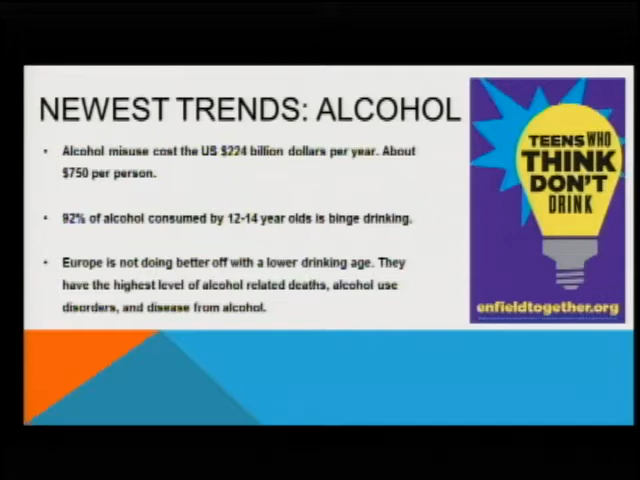 NEWEST TRENDS: ALCOHOL
• Alcohol misuse cost the US $224 billion dollars per year. About
$750 per person.
• 92% of alcohol consumed by 12-14 year olds is binge drinking.
• Europe is not doing better off with a lower drinking age. They
have the highest level of alcohol related deaths, alcohol use
disorders, and disease from alcohol.
TEENS WHO
THINK
DON'T
DRINK
enfieldtogether.org